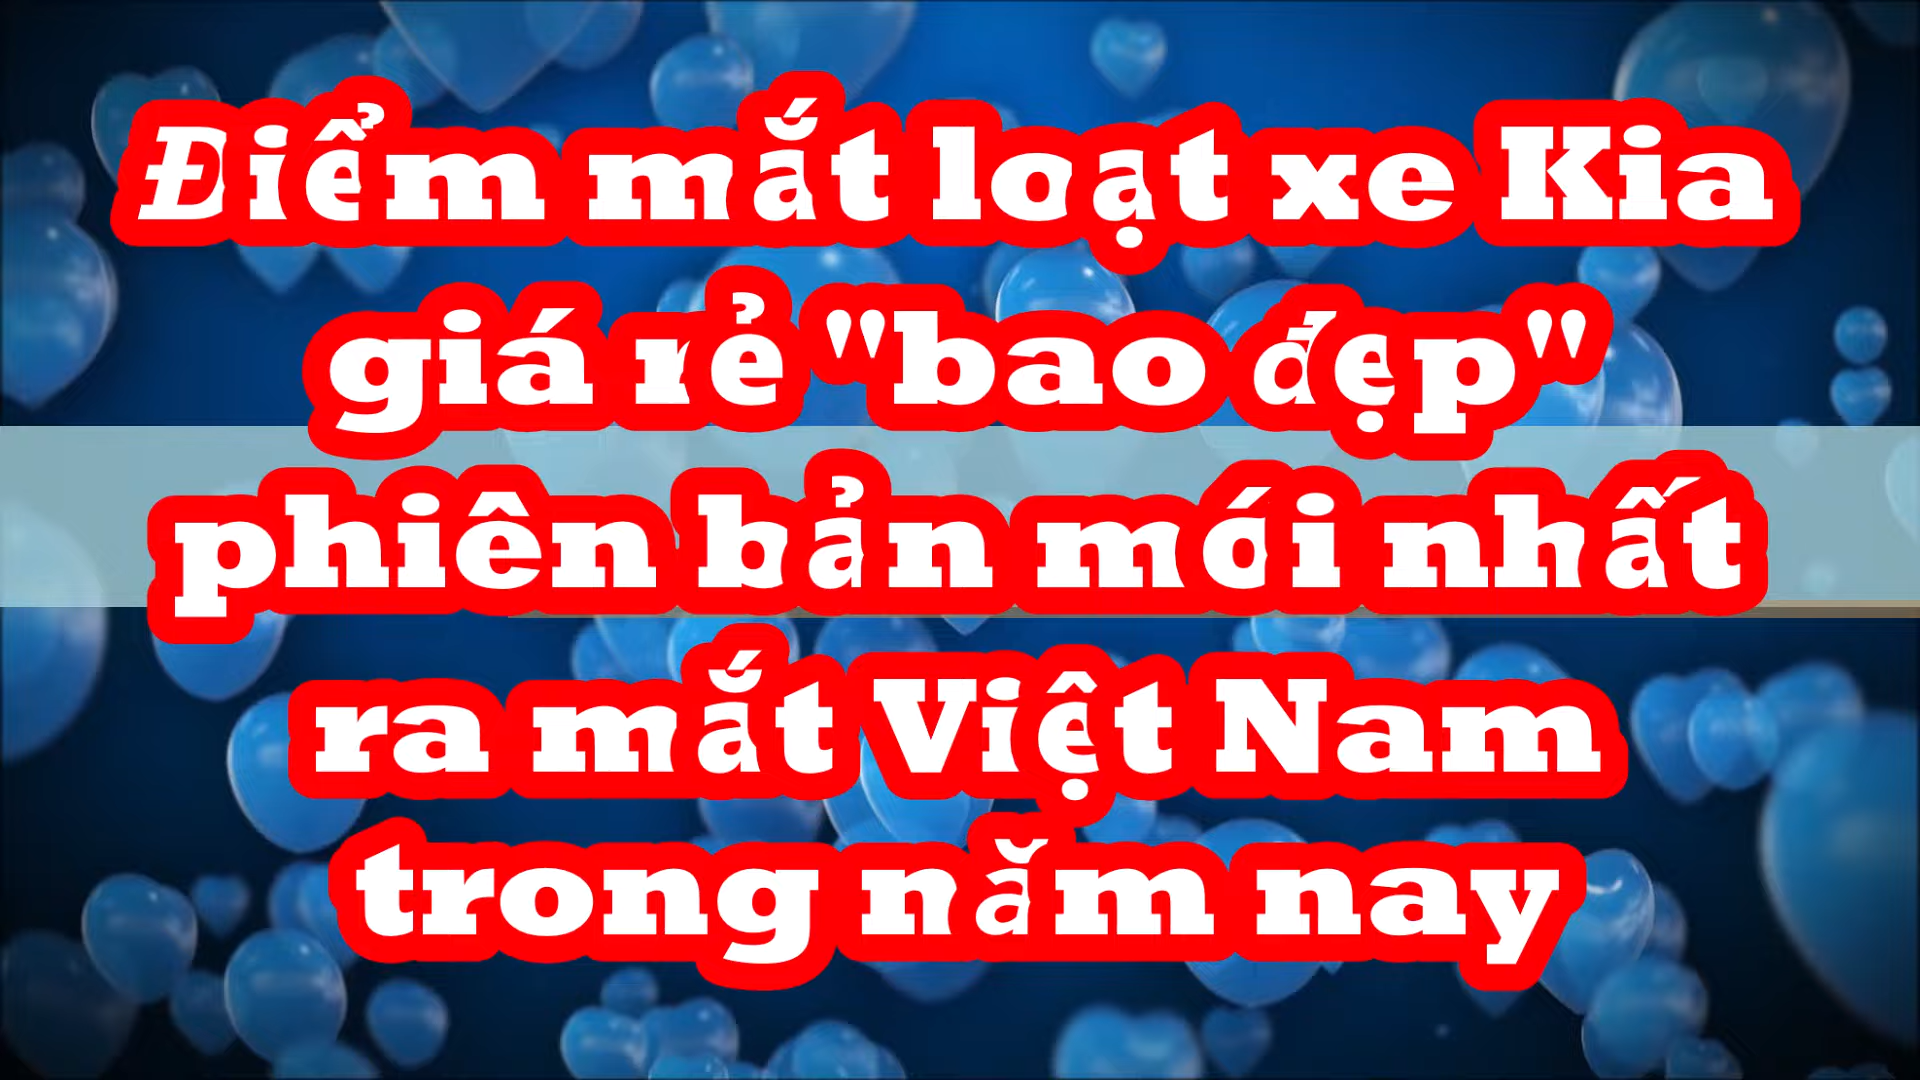 Điểm mắt loạt xe Kia
giá rẻ "bao đẹp"
phiên bản mới nhất
ra mắt Việt Nam
trong năm nay